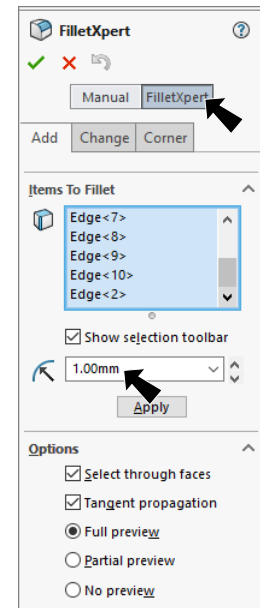 FilletXpert
Manual FilletXpert
Add Change Corner
Items To Fillet
Edge<7>
Edge<8>
Edge<9>
Edge<10>
Edge<2>
Show selection toolbar
1.00mm
Apply
Options
Select through faces
Tangent propagation
Full preview
Partial preview
No preview